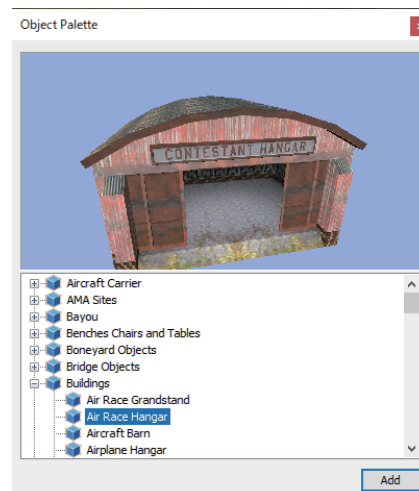 Object Palette
CONTESTANT HANGAR
Aircraft Carrier
AMA Sites
Bayou
Benches Chairs and Tables
Boneyard Objects
Bridge Objects
Buildings
Air Race Grandstand
Air Race Hangar
Aircraft Barn
Airplane Hangar
Add